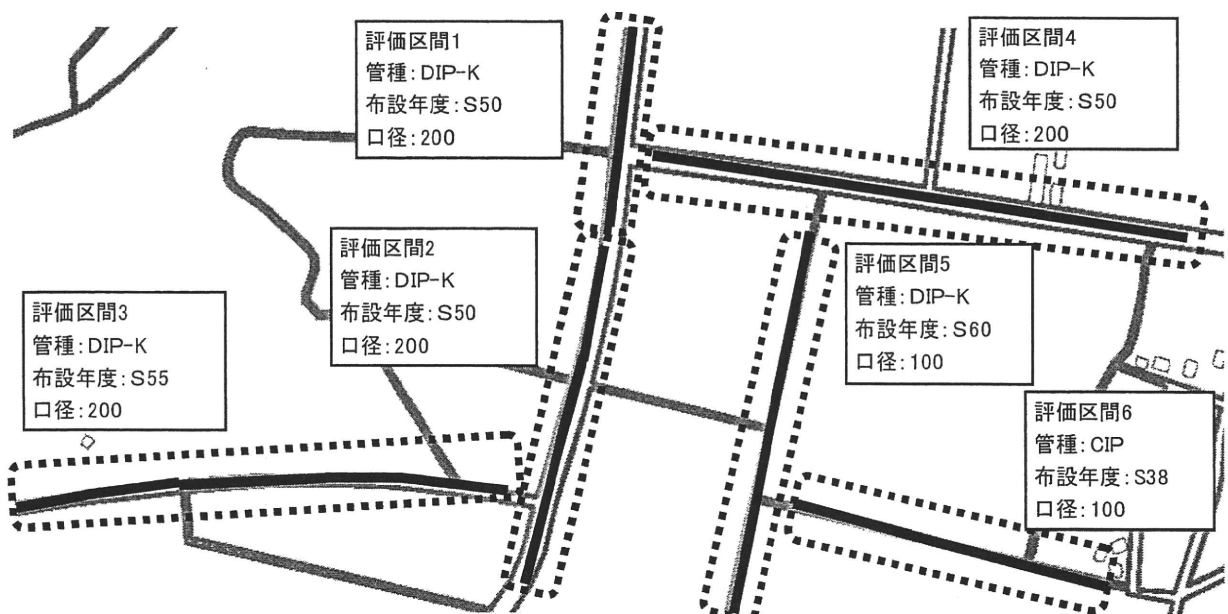 評価区間1
管種:DIP-K
布設年度:S50
口径:200
評価区間4
管種:DIP-K
布設年度:S50
口径:200
評価区間2
管種:DIP-K
布設年度:S50
口径:200
評価区間5
管種:DIP-K
布設年度:S60
口径:100
評価区間3
管種:DIP-K
布設年度:S55
口径:200
評価区間6
管種:CIP
布設年度:S38
口径:100